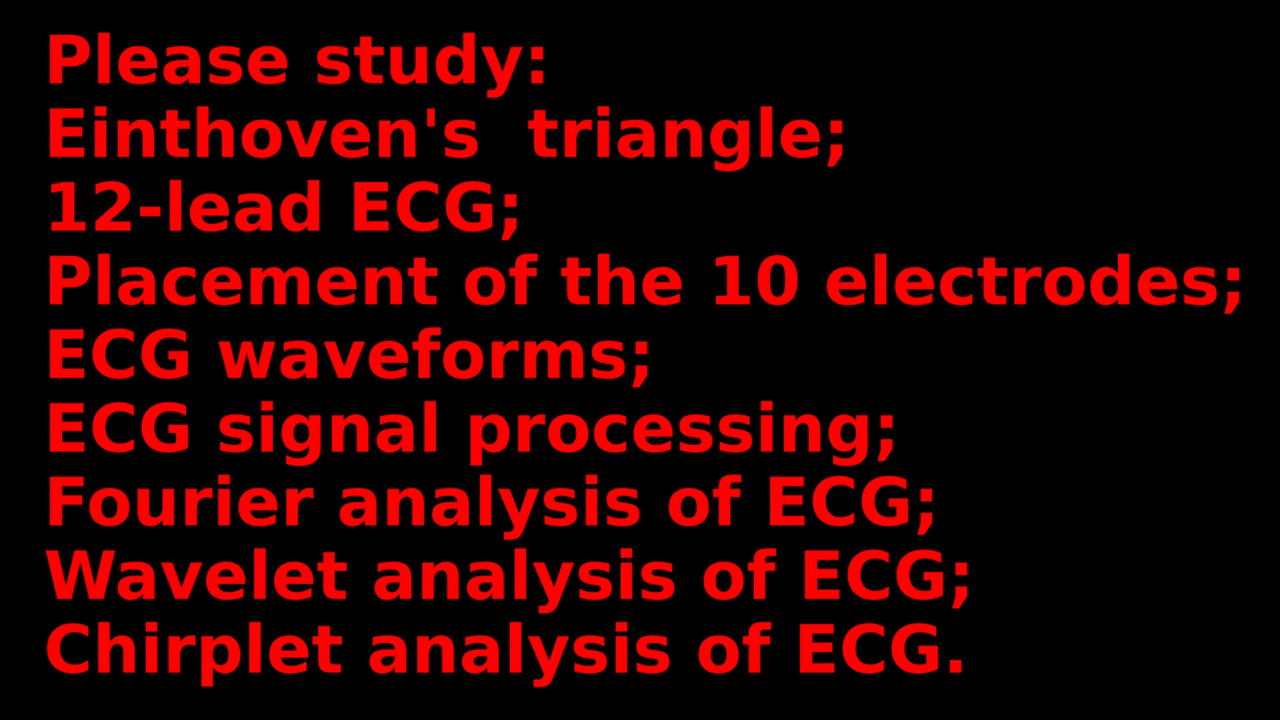 Please study:
Einthoven's  triangle;
12-lead ECG;
Placement of the 10 electrodes;
ECG waveforms;
ECG signal processing;
Fourier analysis of ECG;
Wavelet analysis of ECG;
Chirplet analysis of ECG.